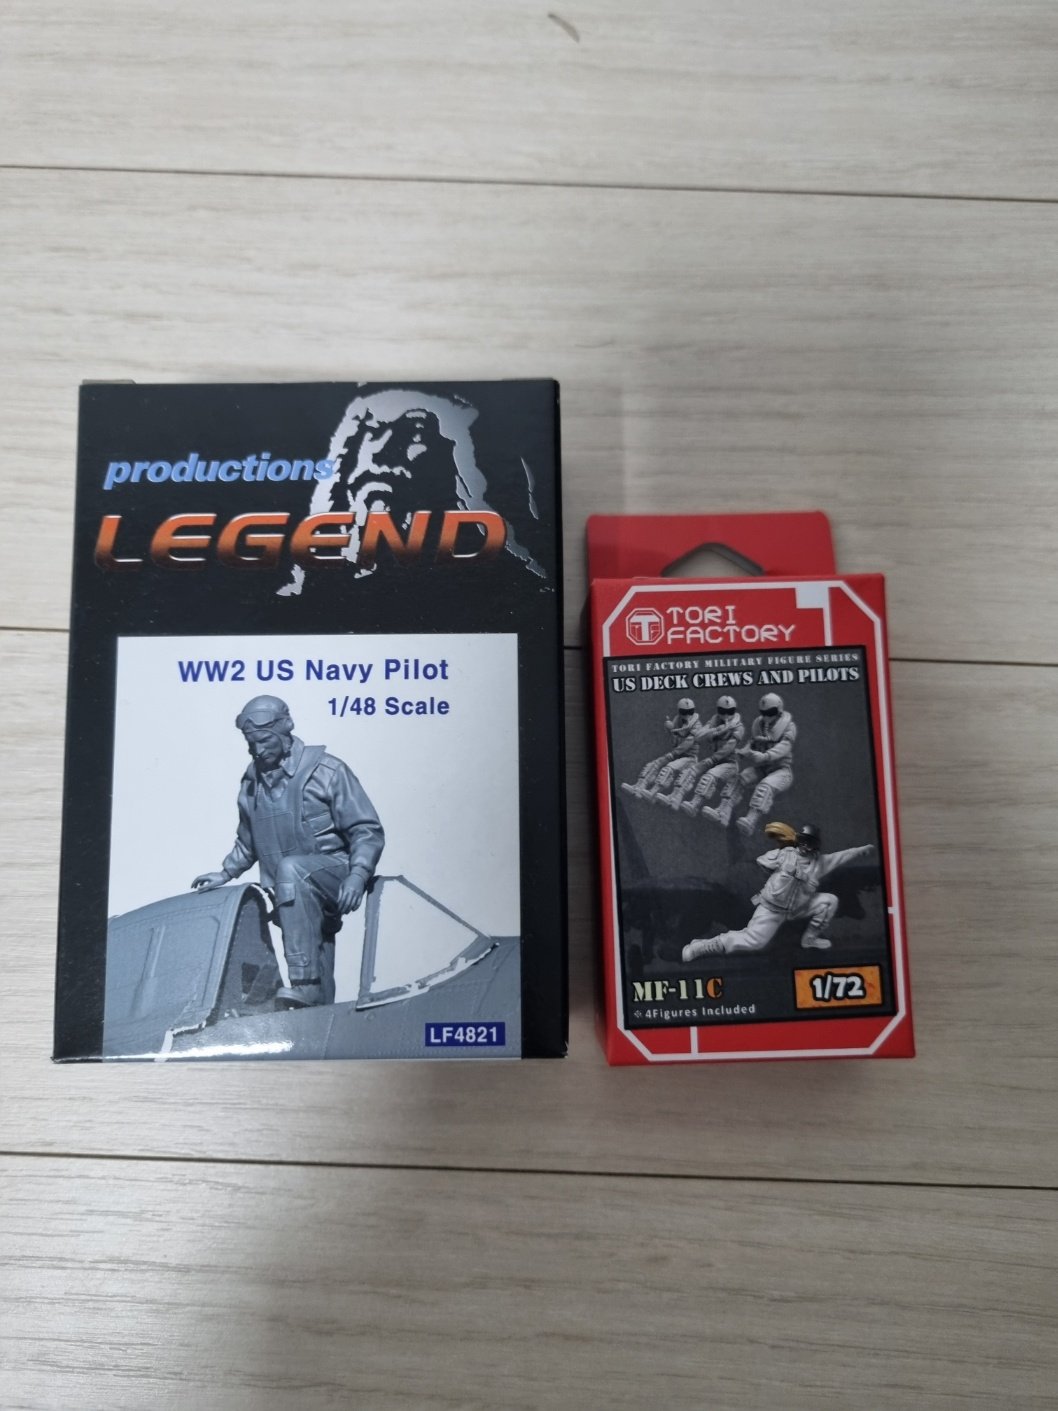 productions
LEGEND
WW2 US Navy Pilot
1/48 Scale
LF4821
TORI
FACTORY
TORI FACTORY MILITARY FIGURE SERIES
US DECK CREWS AND PILOTS
MF-11C
1/72
※ 4Figures Included